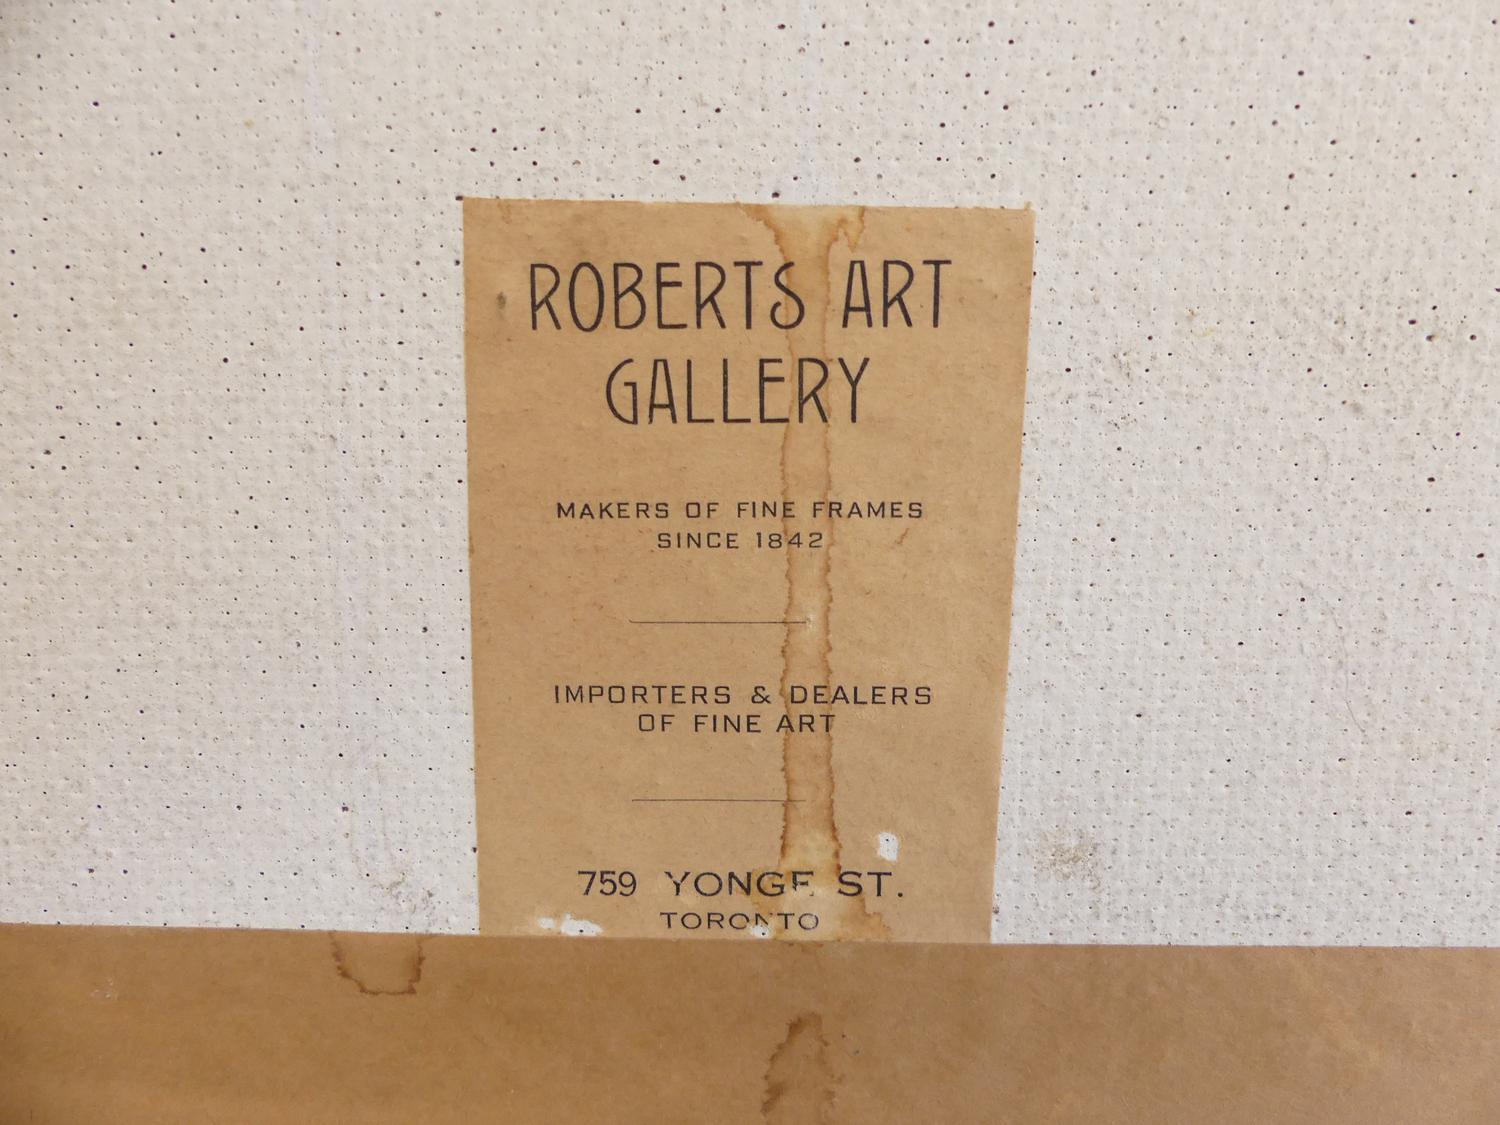 ROBERTS ART
GALLERY
MAKERS OF FINE FRAMES
SINCE 1842
IMPORTERS & DEALERS
OF FINE ART
759 YONGE ST.
TORONTO